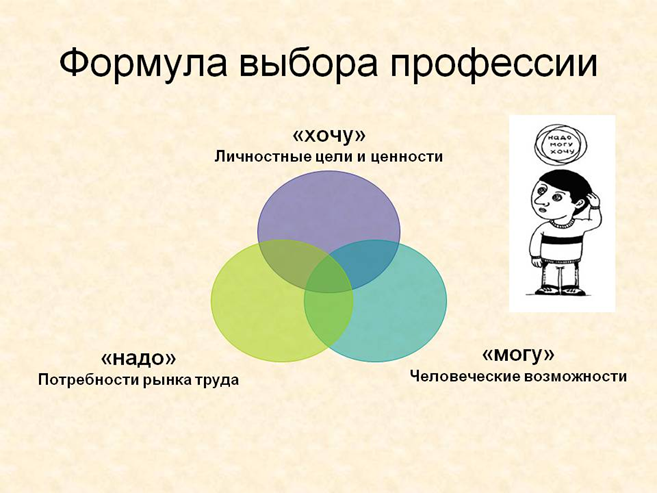 Формула выбора профессии
«хочу»
Личностные цели и ценности
надо
могу
хочу
«надо»
Потребности рынка труда
«могу»
Человеческие возможности